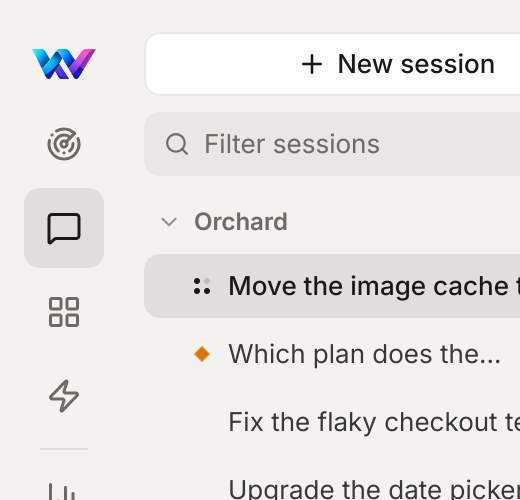 New session
Filter sessions
Orchard
Move the image cache
Which plan does the...
Fix the flaky checkout
Upgrade the date picker